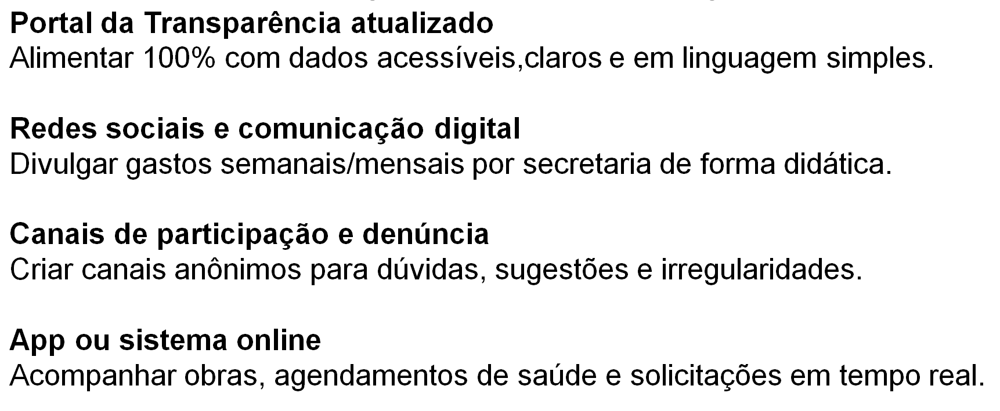 Portal da Transparência atualizado
Alimentar 100% com dados acessíveis,claros e em linguagem simples.
Redes sociais e comunicação digital
Divulgar gastos semanais/mensais por secretaria de forma didática.
Canais de participação e denúncia
Criar canais anônimos para dúvidas, sugestões e irregularidades.
App ou sistema online
Acompanhar obras, agendamentos de saúde e solicitações em tempo real.